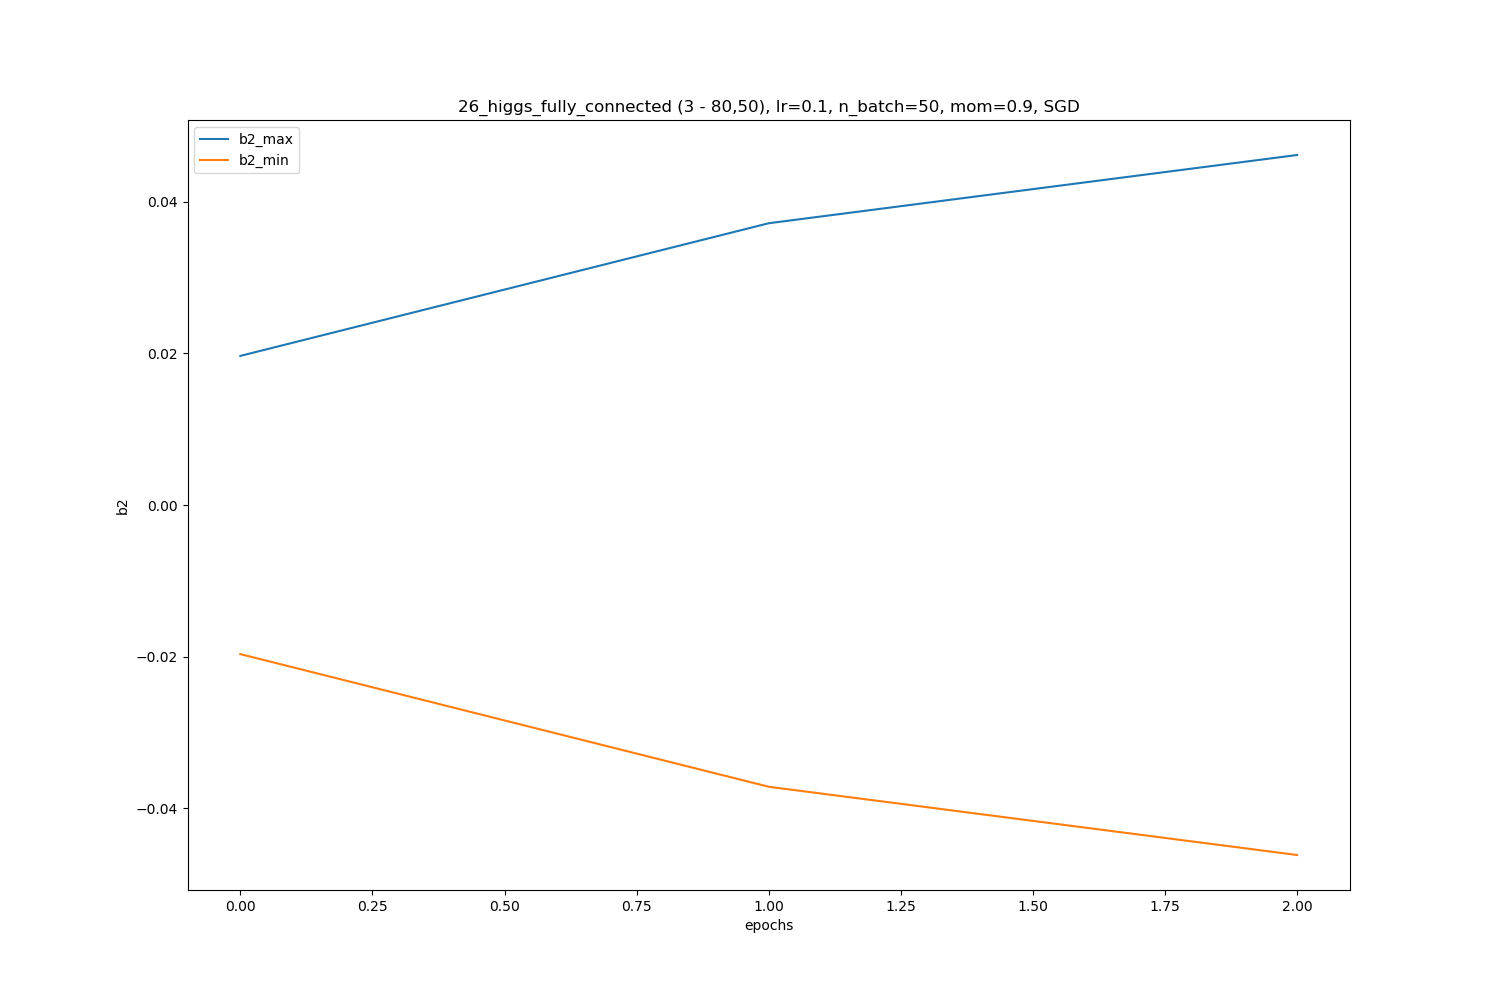 26_higgs_fully_connected (3 - 80,50), lr=0.1, n_batch=50, mom=0.9, SGD
b2_max
b2_min
0.04
0.02
0.00
−0.02
−0.04
b2
0.00 0.25 0.50 0.75 1.00 1.25 1.50 1.75 2.00
epochs